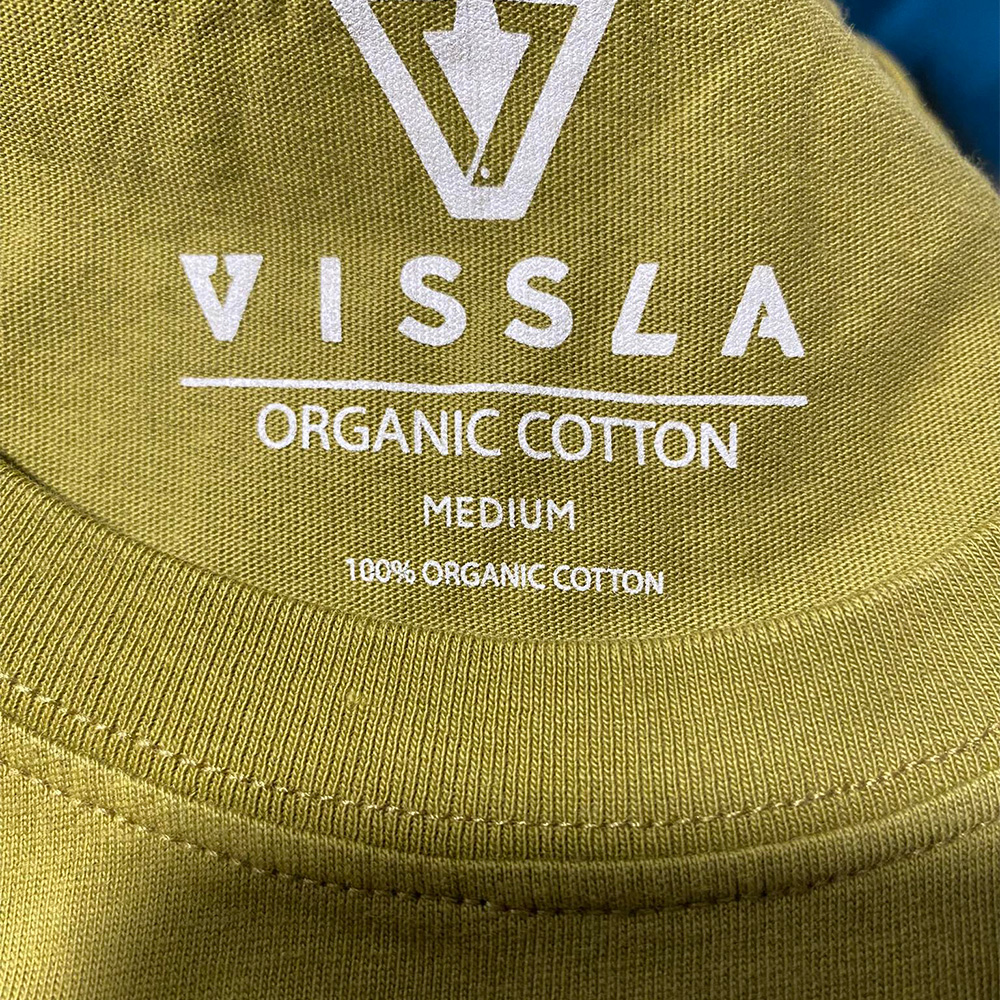 VISSLA
ORGANIC COTTON
MEDIUM
100% ORGANIC COTTON